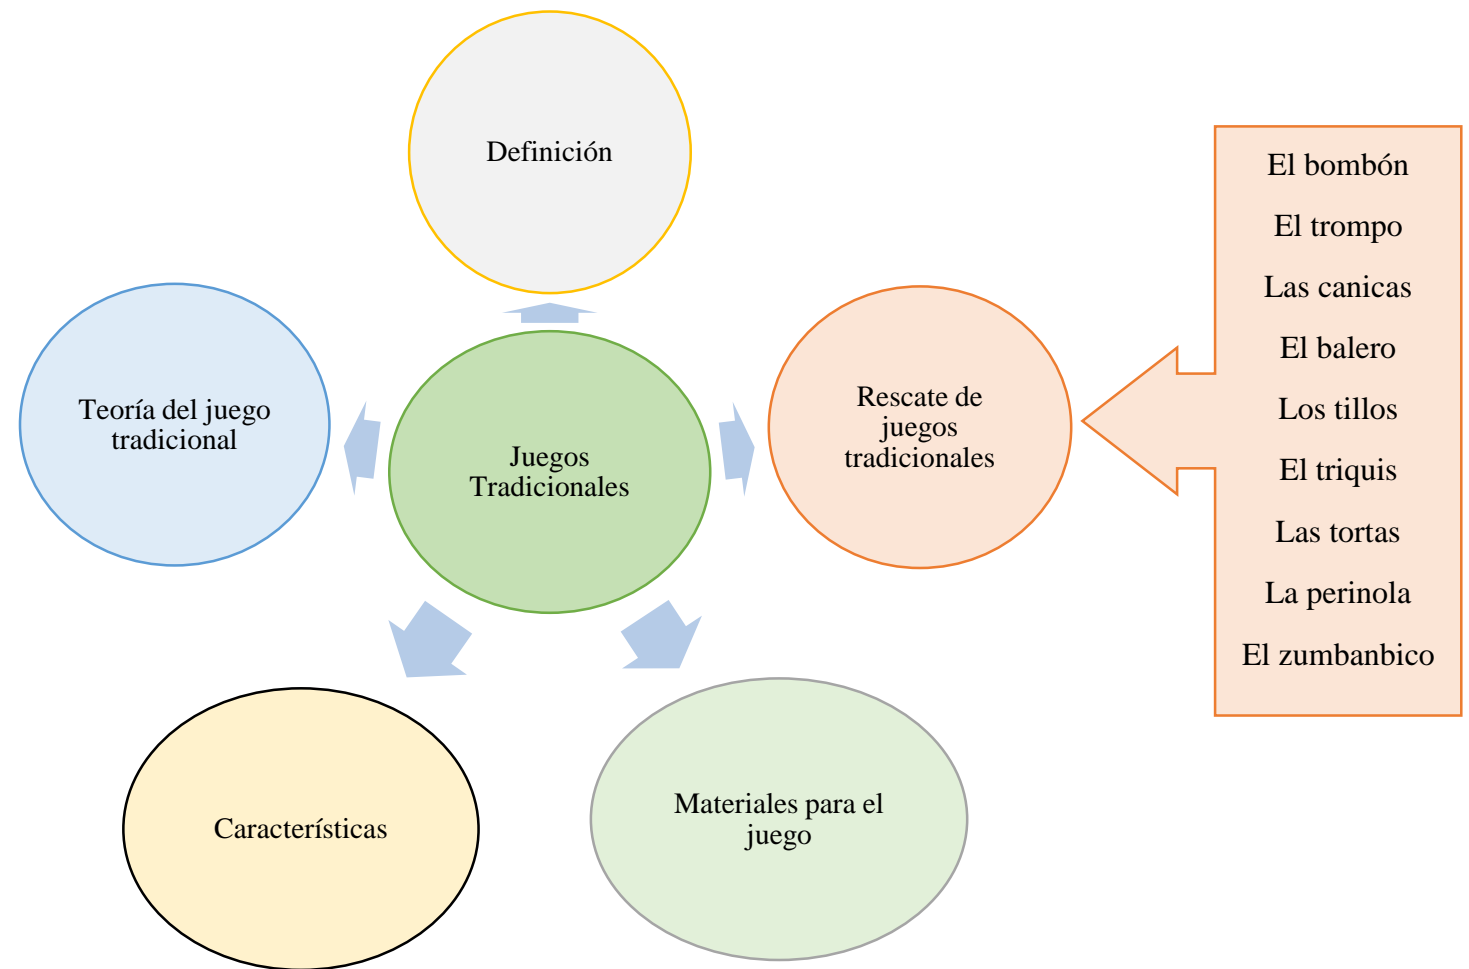 Definición
Teoría del juego
tradicional
Juegos
Tradicionales
Rescate de
juegos
tradicionales
El bombón
El trompo
Las canicas
El balero
Los tillos
El triquis
Las tortas
La perinola
El zumbanbico
Características
Materiales para el
juego